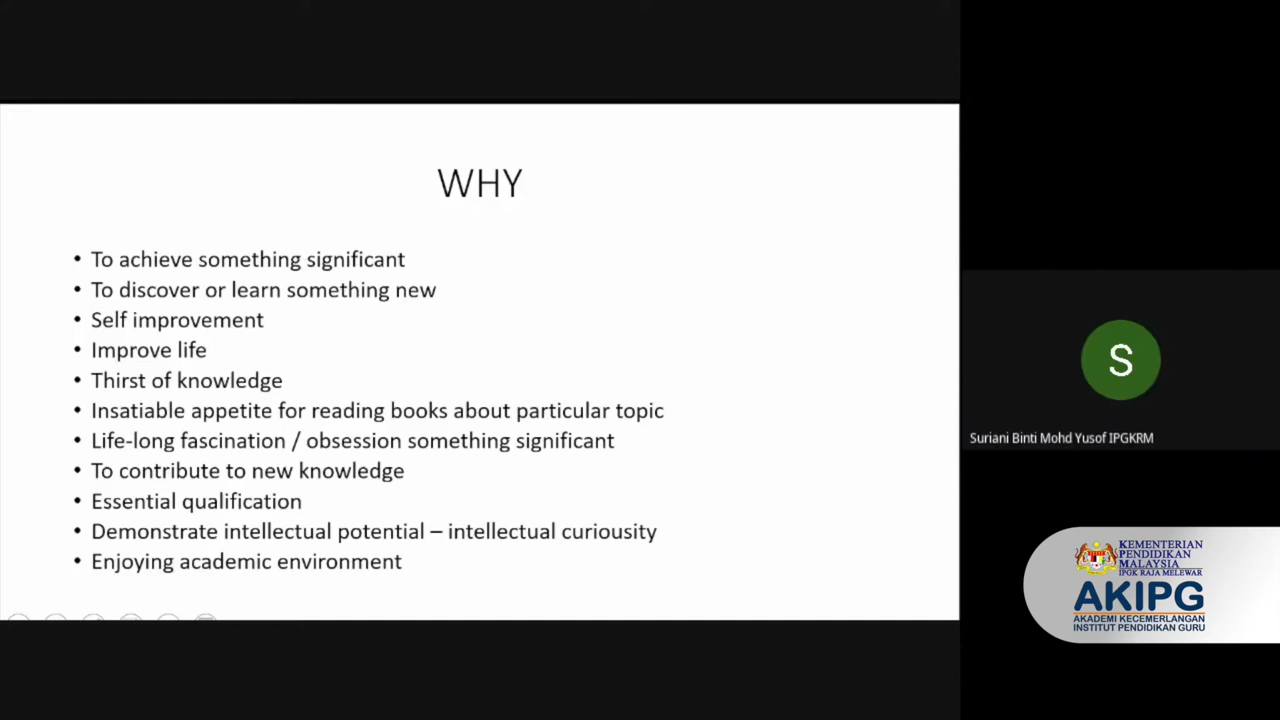 WHY
• To achieve something significant
• To discover or learn something new
• Self improvement
• Improve life
• Thirst of knowledge
• Insatiable appetite for reading books about particular topic
• Life-long fascination / obsession something significant
• To contribute to new knowledge
• Essential qualification
• Demonstrate intellectual potential – intellectual curiousity
• Enjoying academic environment
S
Suriani Binti Mohd Yusof IPGKRM
KEMENTERIAN
PENDIDIKAN
MALAYSIA
IPGK RAJA MELEWAR
AKIPG
AKADEMI KECEMERLANGAN
INSTITUT PENDIDIKAN GURU